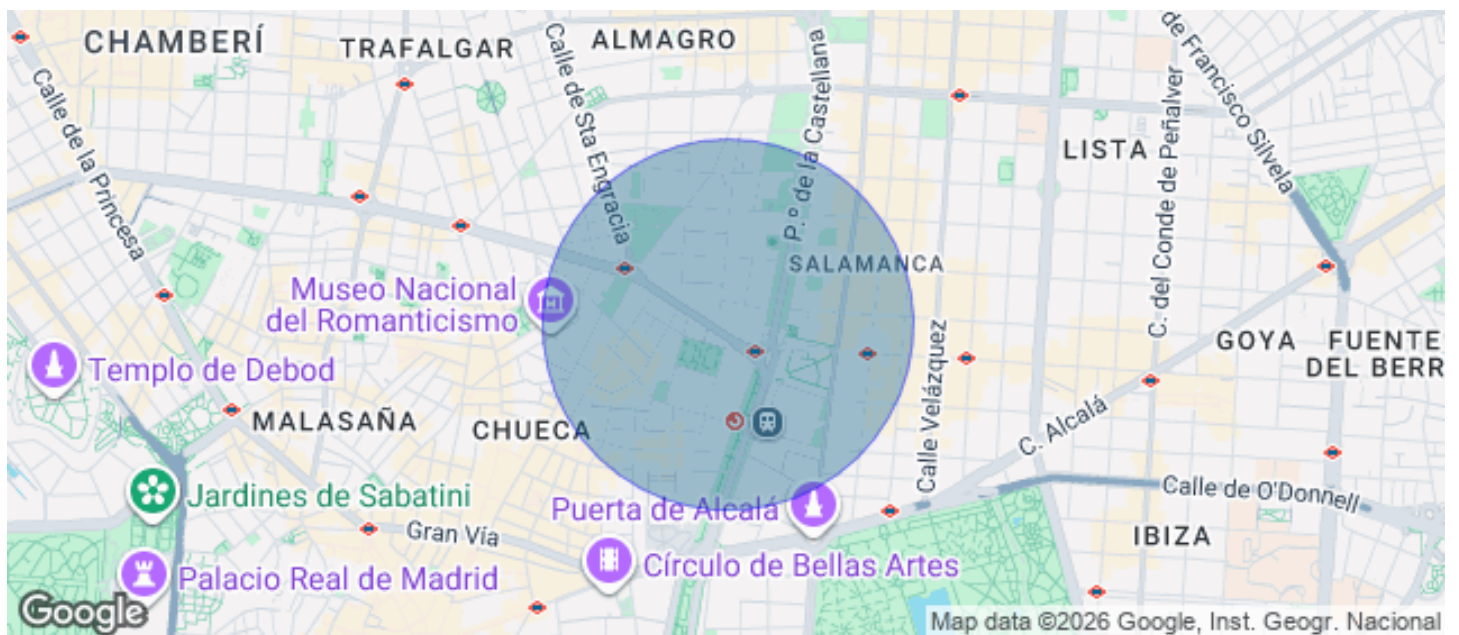 CHAMBERÍ
TRAFALGAR
ALMAGRO
Calle de Sta Engracia
P.º de la Castellana
de Francisco Silvela
Calle de la Princesa
C. del Conde de Peñalver
LISTA
SALAMANCA
Museo Nacional
del Romanticismo
GOYA
FUENTE
DEL BERR
Templo de Debod
MALASAÑA
CHUECA
Calle Velázquez
C. Alcalá
Jardines de Sabatini
Puerta de Alcalá
Calle de O'Donnell
Gran Vía
IBIZA
Círculo de Bellas Artes
Palacio Real de Madrid
Google
Map data ©2026 Google, Inst. Geogr. Nacional